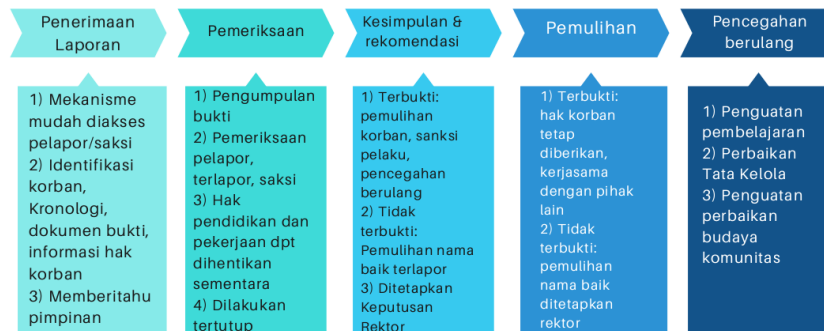 Penerimaan
Laporan
Pemeriksaan
Kesimpulan &
rekomendasi
Pemulihan
Pencegahan
berulang
1) Mekanisme
mudah diakses
pelapor/saksi
2) Identifikasi
korban,
Kronologi,
dokumen bukti,
informasi hak
korban
3) Memberitahu
pimpinan
1) Pengumpulan
bukti
2) Pemeriksaan
pelapor,
terlapor, saksi
3) Hak
pendidikan dan
pekerjaan dpt
dihentikan
sementara
4) Dilakukan
tertutup
1) Terbukti:
pemulihan
korban, sanksi
pelaku,
pencegahan
berulang
2) Tidak
terbukti:
Pemulihan nama
baik terlapor
3) Ditetapkan
Keputusan
Rektor
1) Terbukti:
hak korban
tetap
diberikan,
kerjasama
dengan pihak
lain
2) Tidak
terbukti:
pemulihan
nama baik
ditetapkan
rektor
1) Penguatan
pembelajaran
2) Perbaikan
Tata Kelola
3) Penguatan
perbaikan
budaya
komunitas